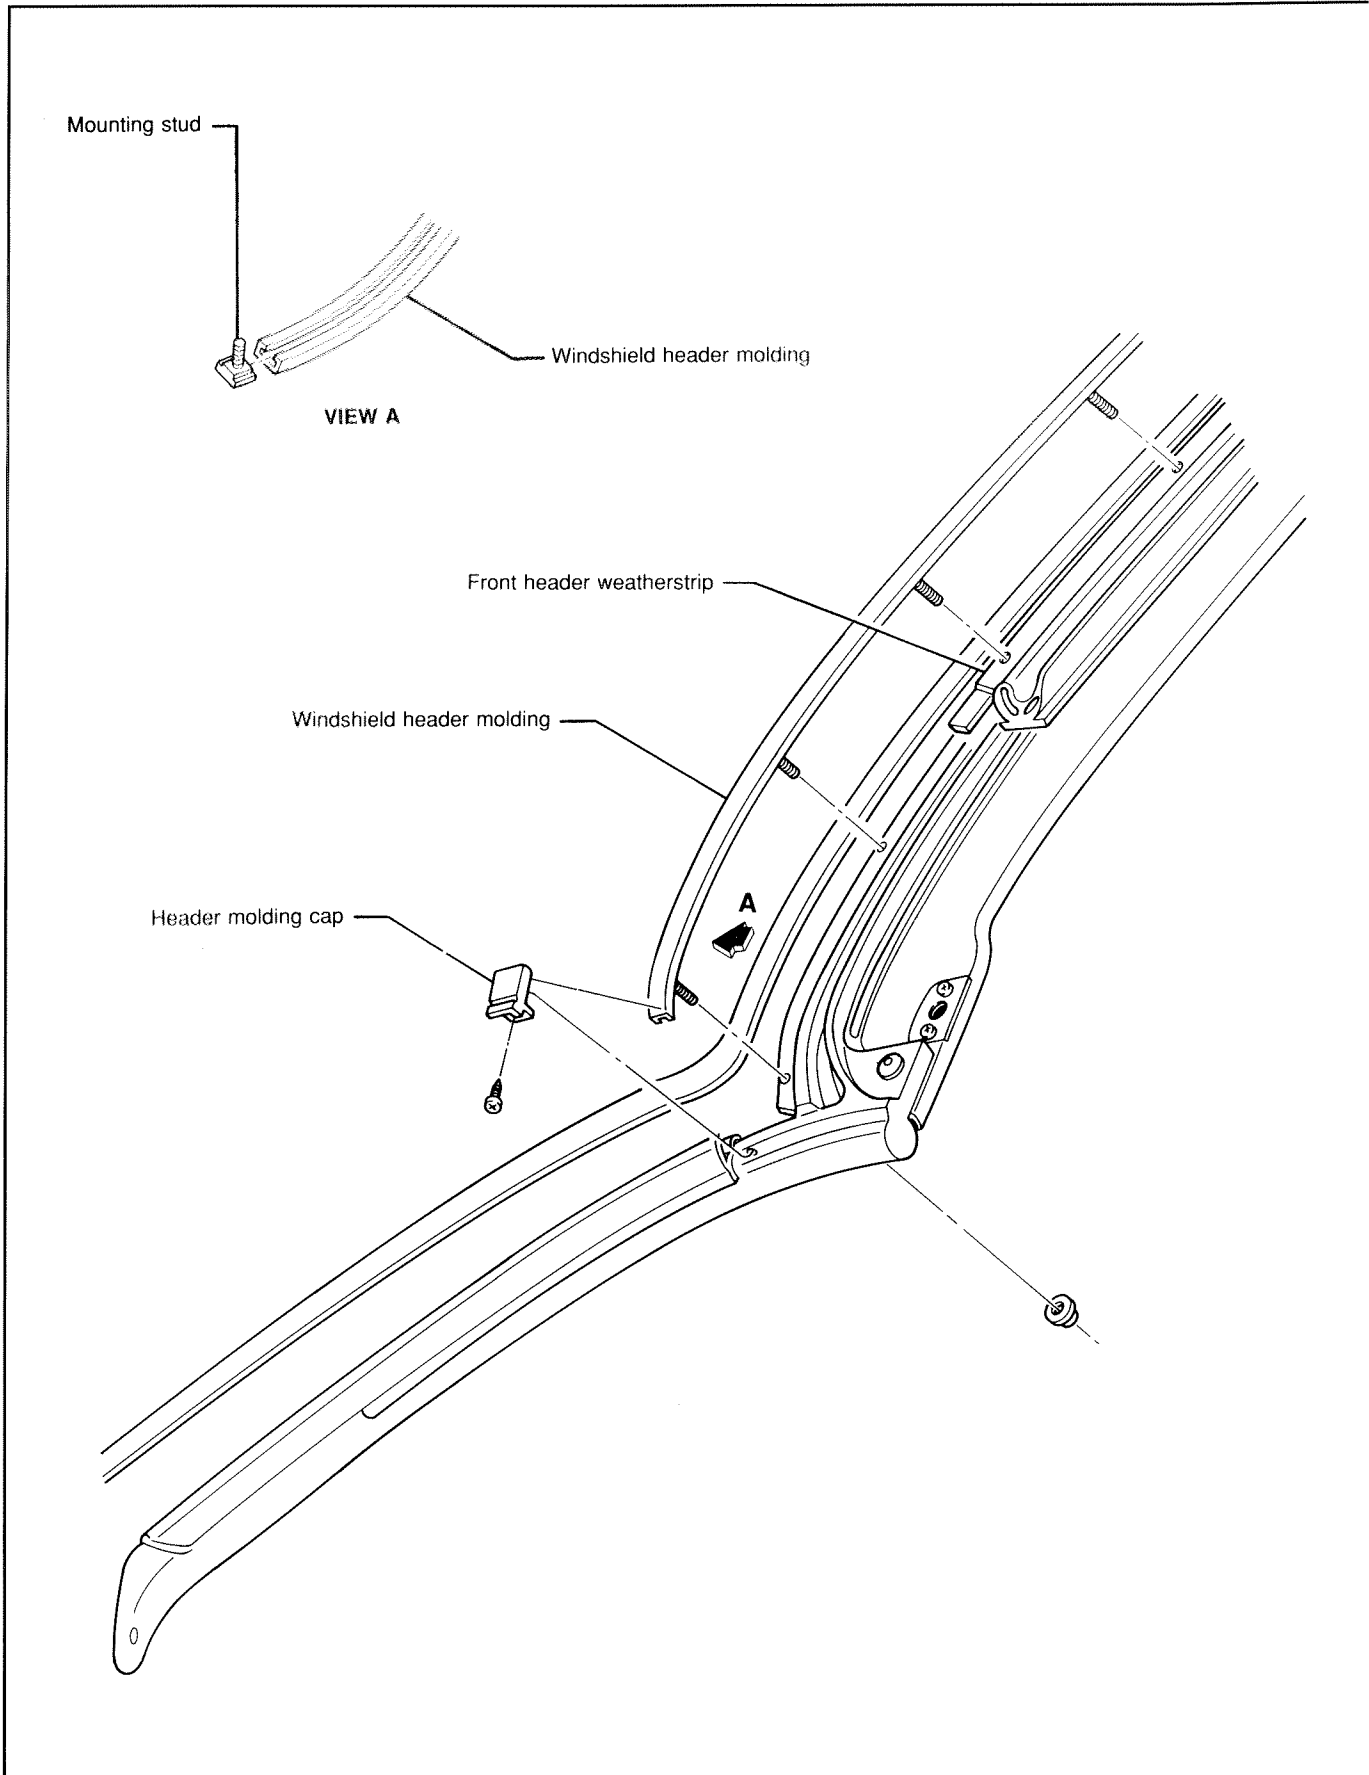 Mounting stud
Windshield header molding
VIEW A
Front header weatherstrip
Windshield header molding
A
Header molding cap